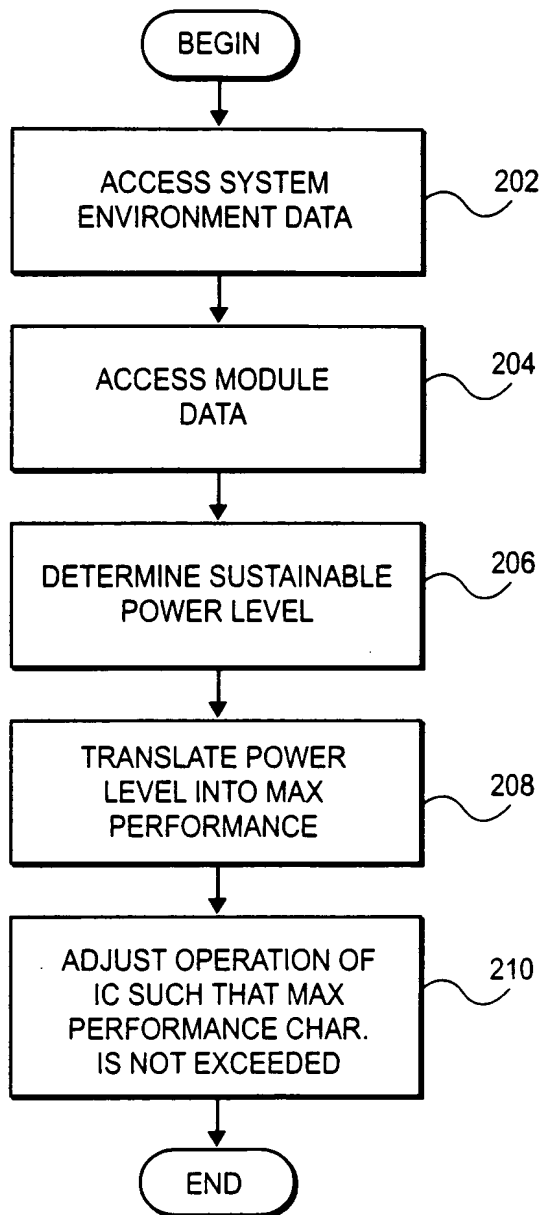 BEGIN
ACCESS SYSTEM
ENVIRONMENT DATA
202
ACCESS MODULE
DATA
204
DETERMINE SUSTAINABLE
POWER LEVEL
206
TRANSLATE POWER
LEVEL INTO MAX
PERFORMANCE
208
ADJUST OPERATION OF
IC SUCH THAT MAX
PERFORMANCE CHAR.
IS NOT EXCEEDED
210
END